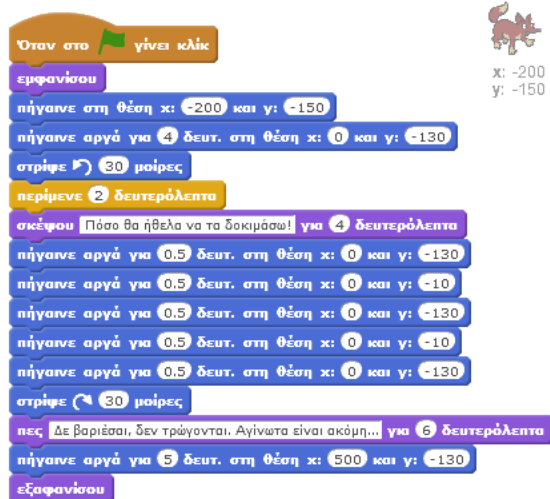 Όταν στο γίνει κλίκ
εμφανίσου
πήγαινε στη θέση x: -200 και y: -150
πήγαινε αργά για 4 δευτ. στη θέση x: 0 και y: -130
στρίψε 30 μοίρες
περίμενε 2 δευτερόλεπτα
σκέψου Πόσο θα ήθελα να τα δοκιμάσω! για 4 δευτερόλεπτα
πήγαινε αργά για 0.5 δευτ. στη θέση x: 0 και y: -130
πήγαινε αργά για 0.5 δευτ. στη θέση x: 0 και y: -10
πήγαινε αργά για 0.5 δευτ. στη θέση x: 0 και y: -130
πήγαινε αργά για 0.5 δευτ. στη θέση x: 0 και y: -10
πήγαινε αργά για 0.5 δευτ. στη θέση x: 0 και y: -130
στρίψε 30 μοίρες
πες Δε βαριέσαι, δεν τρώγονται. Αγίνωτα είναι ακόμη... για 6 δευτερόλεπτα
πήγαινε αργά για 5 δευτ. στη θέση x: 500 και y: -130
εξαφανίσου
x: -200
y: -150